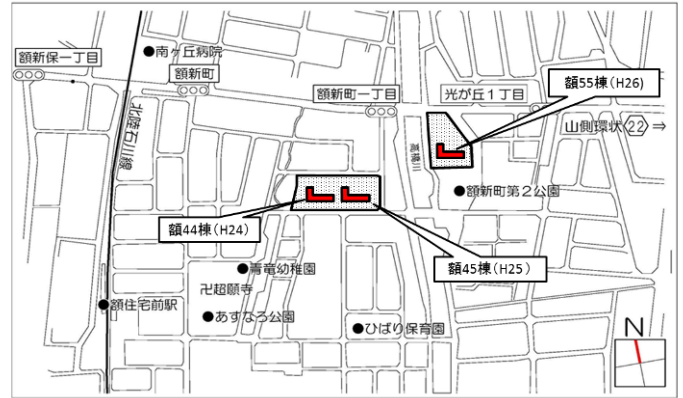 南ヶ丘病院
額新保一丁目
額新町
額新町一丁目
光が丘1丁目
額55棟(H26)
山側環状 22 ⇒
北陸石川線
高橋川
額新町第２公園
額44棟(H24)
額45棟(H25)
青竜幼稚園
卍超願寺
額住宅前駅
あすなろ公園
ひばり保育園
N